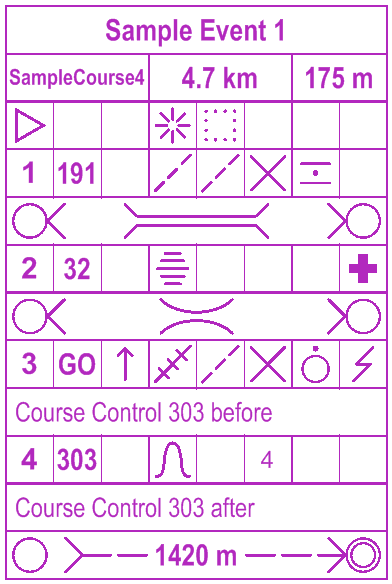 Sample Event 1
SampleCourse4 4.7 km 175 m
1 191
2 32
3 GO
Course Control 303 before
4 303 4
Course Control 303 after
1420 m